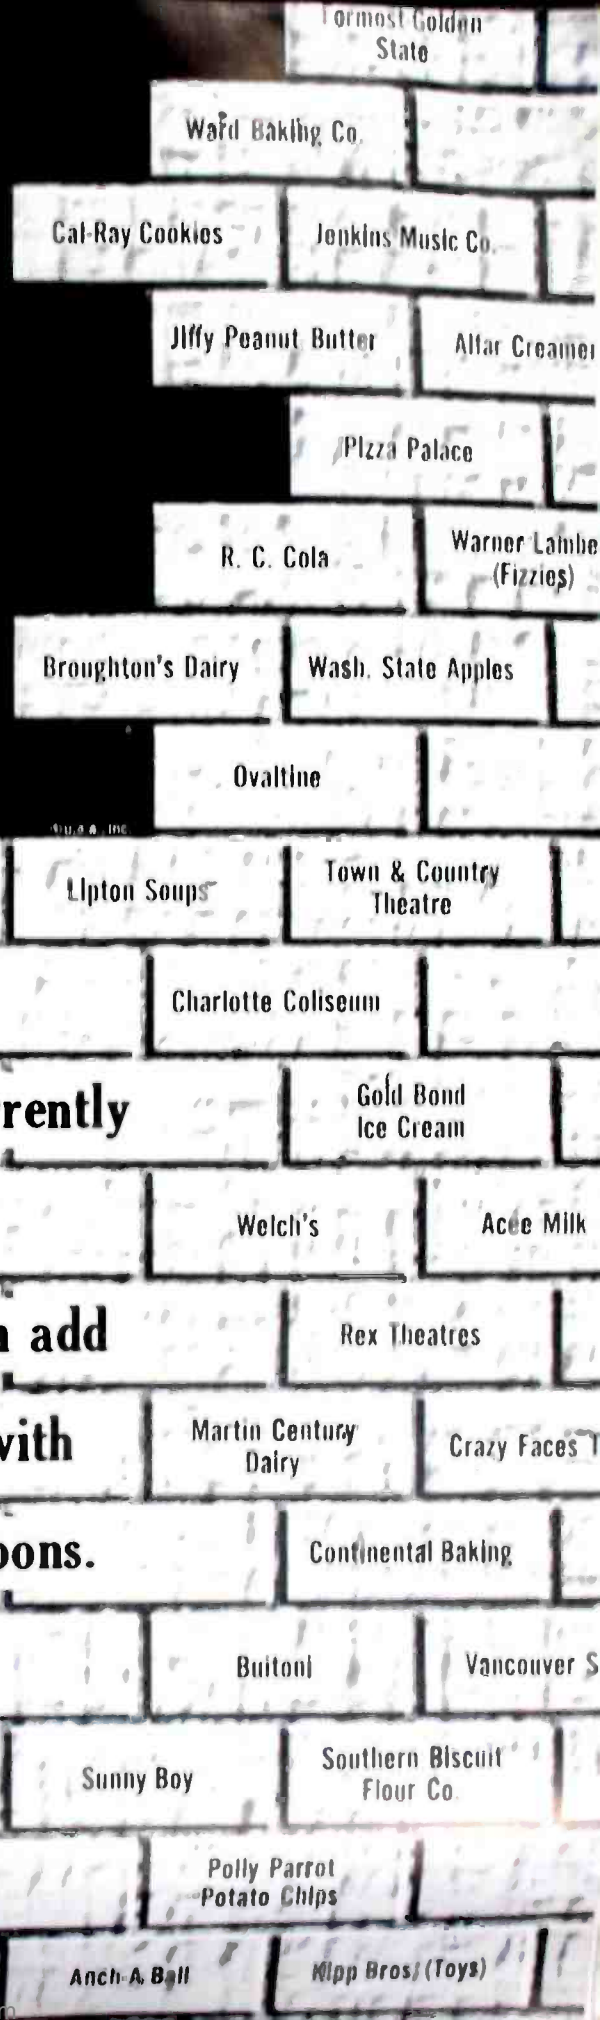 Formost Golden
State
Ward Baking Co.
Cal-Ray Cookies
Jenkins Music Co.
Jiffy Peanut Butter
Altar Creamer
Pizza Palace
R. C. Cola
Warner Lambe
(Fizzies)
Broughton's Dairy
Wash. State Apples
Ovaltine
Lipton Soups
Town & Country
Theatre
Charlotte Coliseum
rently
Gold Bond
Ice Cream
Welch's
Acee Milk
add
Rex Theatres
with
Martin Century
Dairy
Crazy Faces T
oons.
Continental Baking
Buitoni
Vancouver S
Sunny Boy
Southern Biscuit
Flour Co.
Polly Parrot
Potato Chips
Anch-A Ball
Kipp Bros. (Toys)